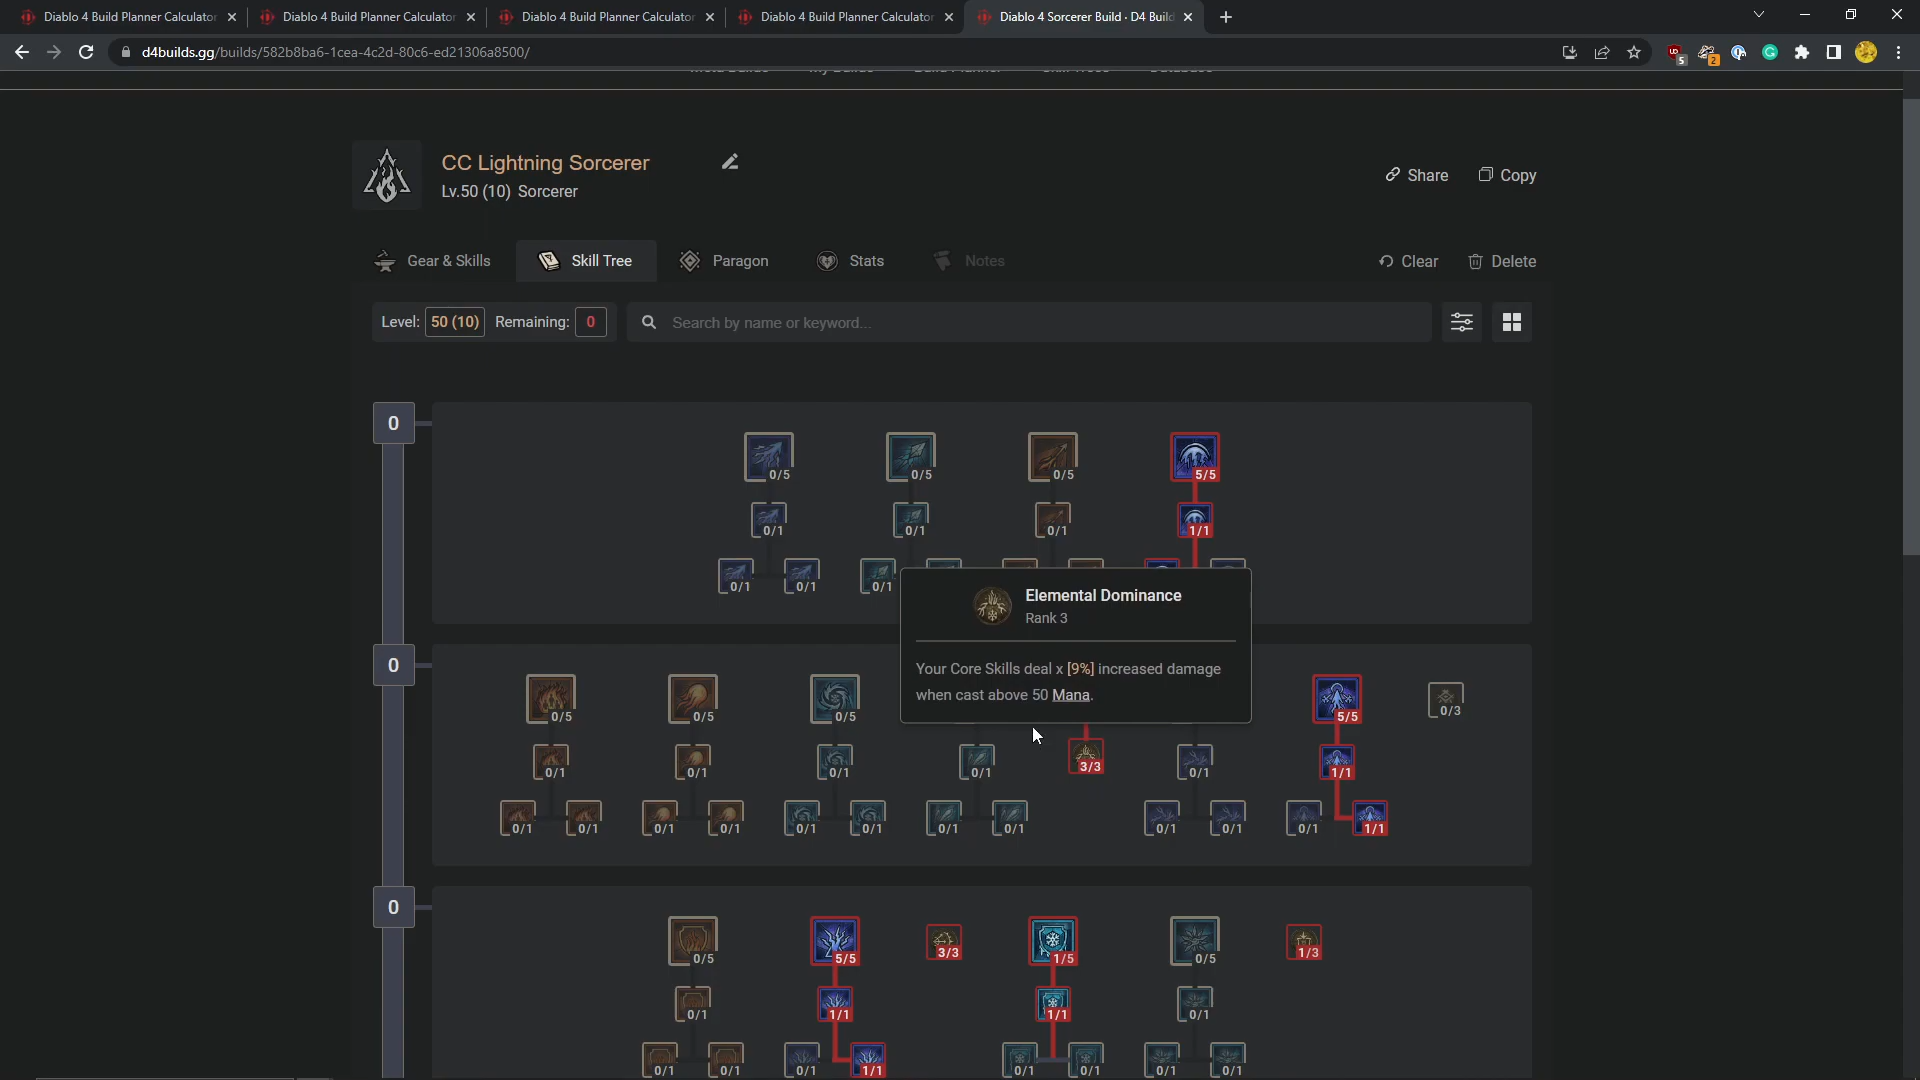 Diablo 4 Build Planner Calculator
Diablo 4 Build Planner Calculator
Diablo 4 Build Planner Calculator
Diablo 4 Build Planner Calculator
Diablo 4 Sorcerer Build - D4 Build
d4builds.gg/builds/582b8ba6-1cea-4c2d-80c6-ed21306a8500/
5
2
CC Lightning Sorcerer
Lv.50 (10) Sorcerer
Share
Copy
Gear & Skills
Skill Tree
Paragon
Stats
Notes
Clear
Delete
Level: 50 (10) Remaining: 0
Search by name or keyword...
0
0/5 0/5 0/5 5/5
0/1 0/1 0/1 1/1
0/1 0/1 0/1
Elemental Dominance
Rank 3
Your Core Skills deal x [9%] increased damage
when cast above 50 Mana.
0
0/5 0/5 0/5 5/5 0/3
0/1 0/1 0/1 0/1 3/3 0/1 1/1
0/1 0/1 0/1 0/1 0/1 0/1 0/1 0/1 0/1 0/1 0/1 1/1
0
0/5 5/5 3/3 1/5 0/5 1/3
0/1 1/1 1/1 0/1
0/1 0/1 0/1 1/1 0/1 0/1 0/1 0/1